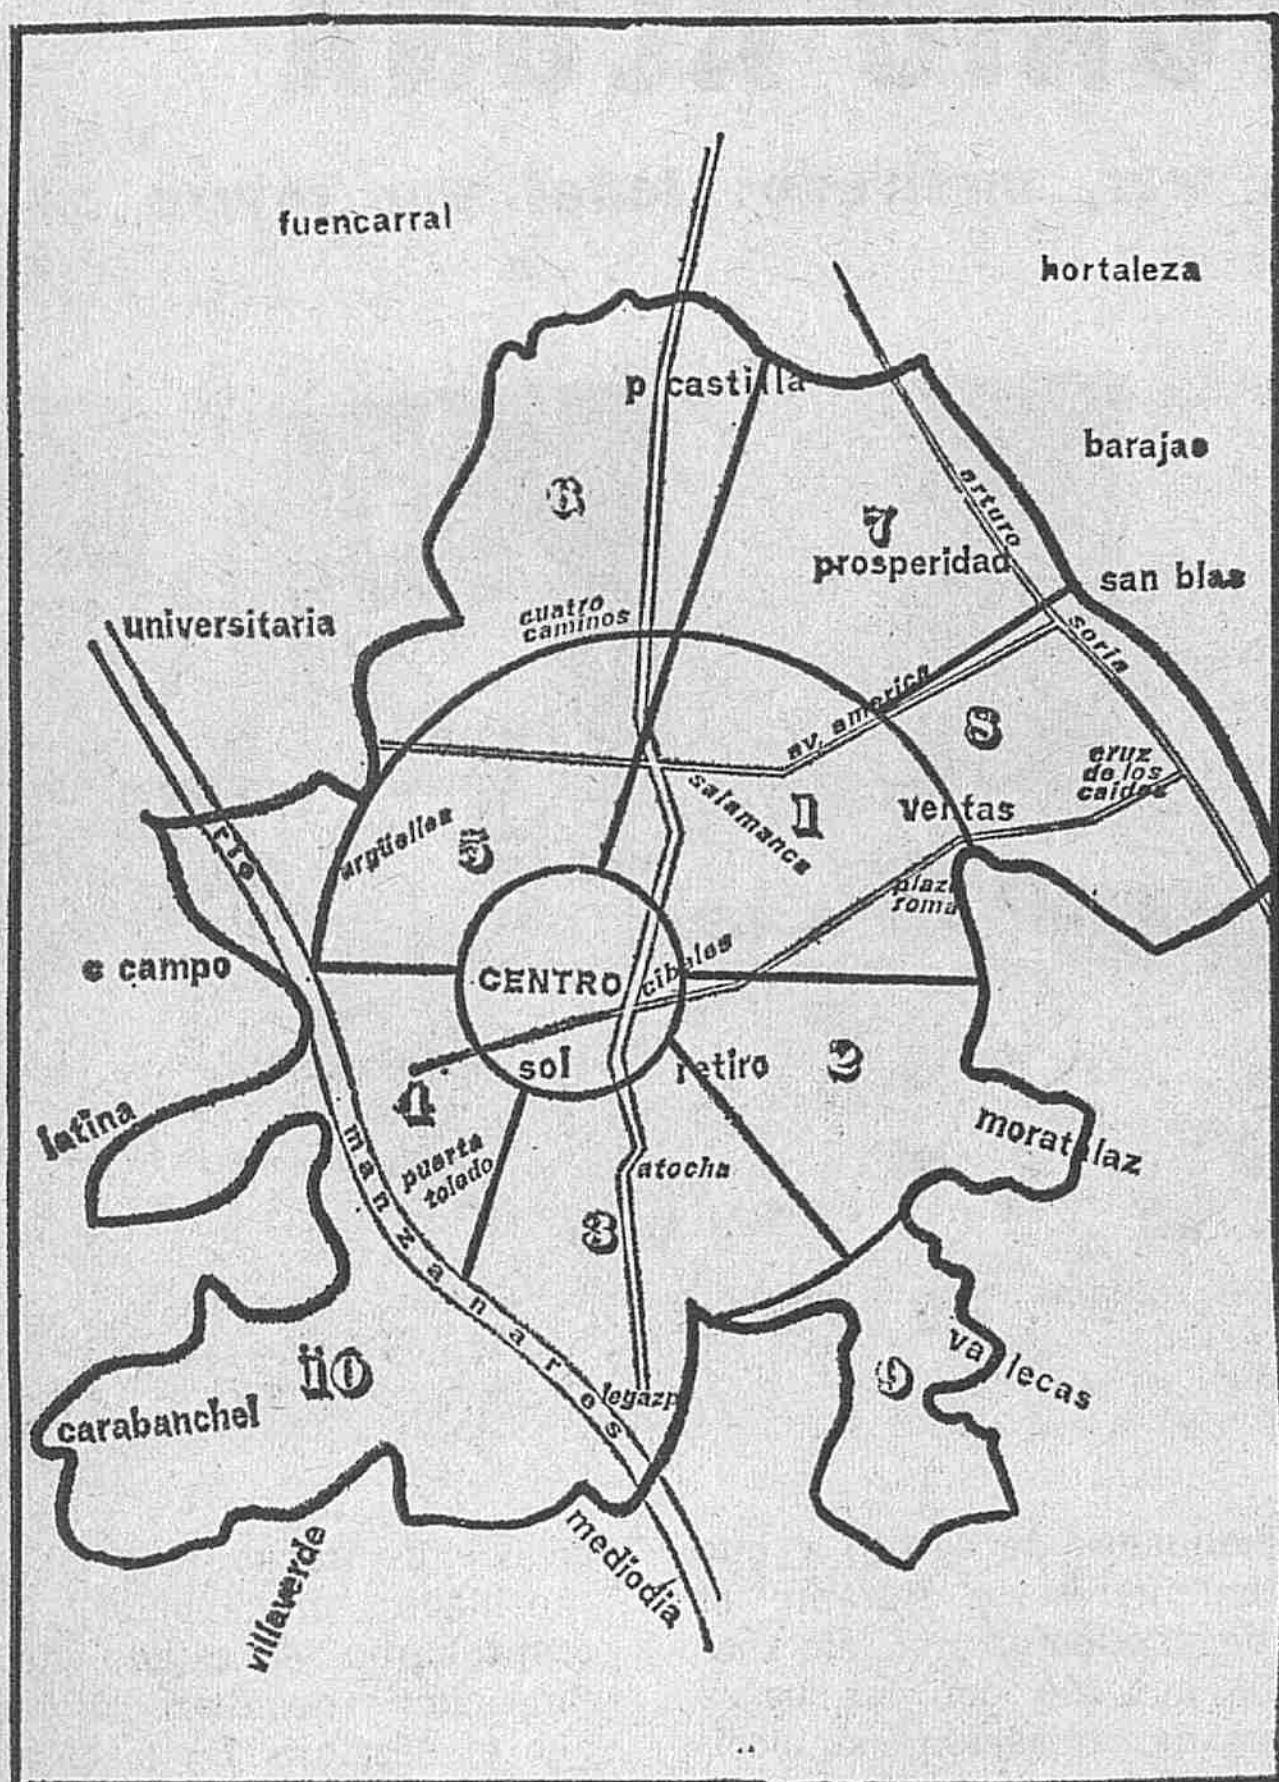 fuencarral
hortaleza
p castilla
barajas
6
arturo
7
prosperidad
san blas
universitaria
cuatro
caminos
soria
av. america
8
cruz
de los
caidos
salamanca
1
ventas
rio
argüelles
5
plaza
roma
c campo
CENTRO
cibeles
sol
retiro
2
4
latina
moratalaz
manzanares
puerta
toledo
atocha
3
vallecas
10
9
legazpi
carabanchel
villaverde
mediodia